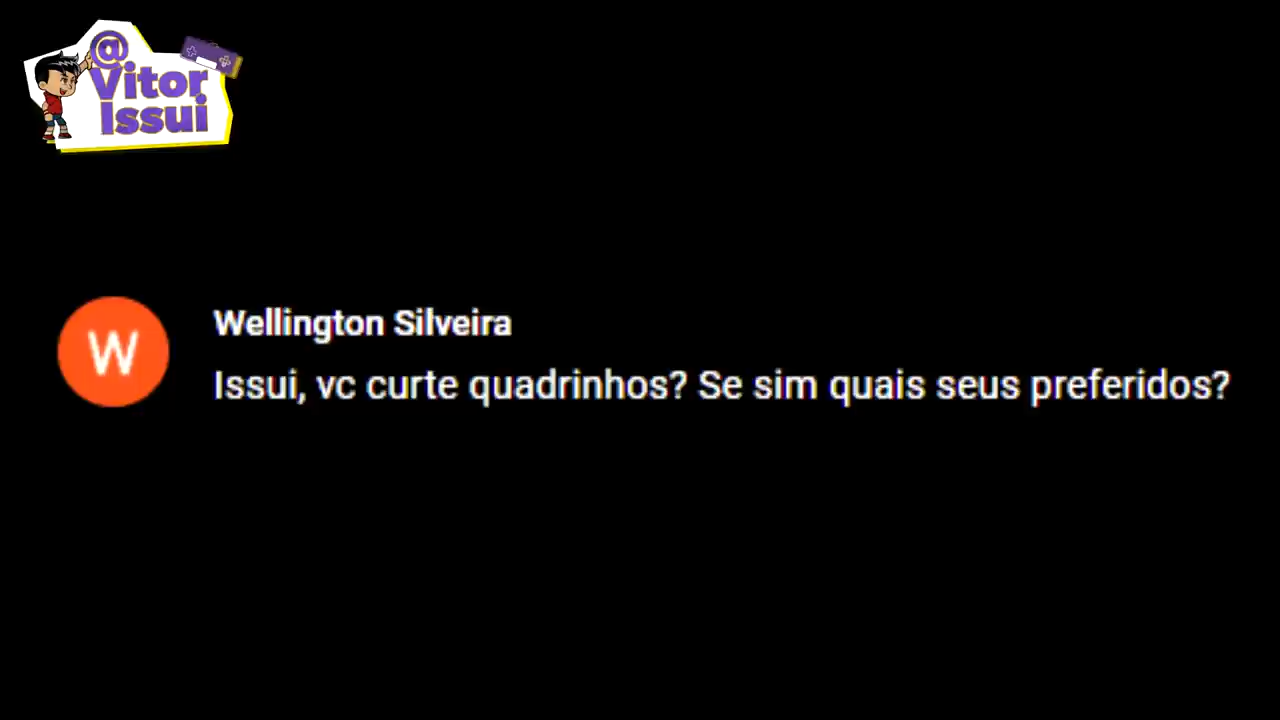 @
Vitor
Issui
W
Wellington Silveira
Issui, vc curte quadrinhos? Se sim quais seus preferidos?